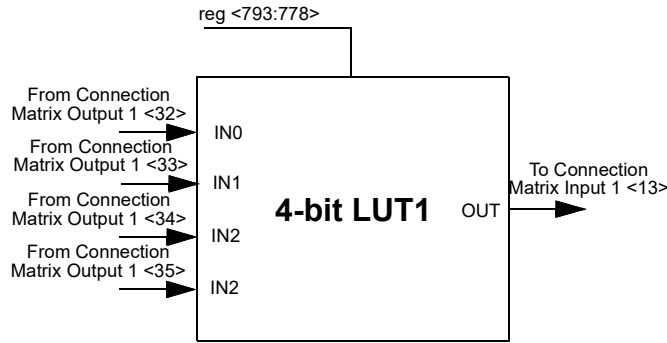 reg <793:778>
From Connection
Matrix Output 1 <32>
IN0
From Connection
Matrix Output 1 <33>
IN1
From Connection
Matrix Output 1 <34>
IN2
From Connection
Matrix Output 1 <35>
IN2
4-bit LUT1
OUT
To Connection
Matrix Input 1 <13>